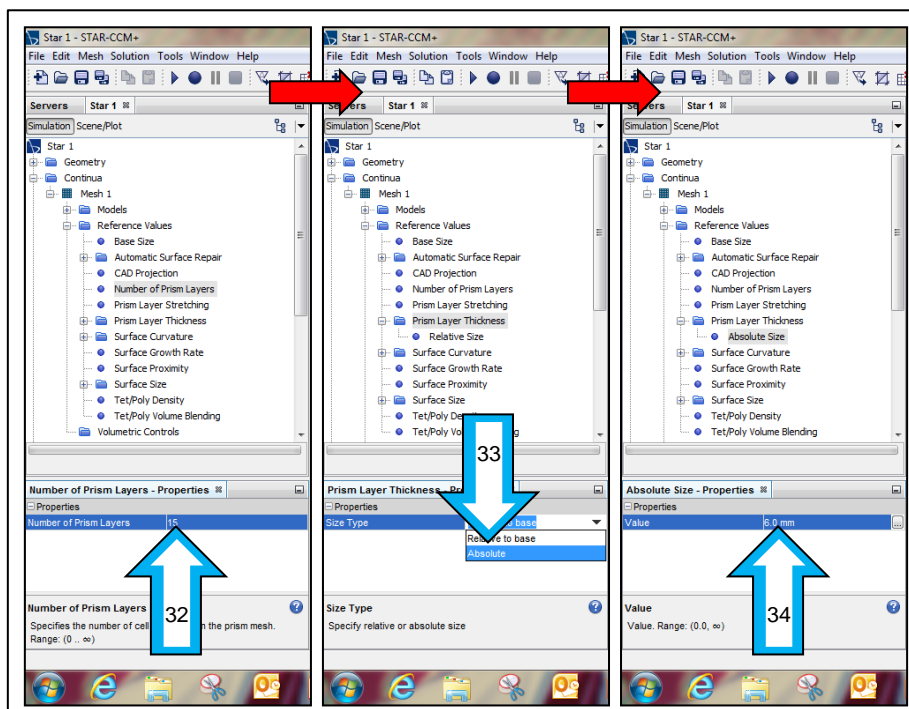 Star 1 - STAR-CCM+
File Edit Mesh Solution Tools Window Help
Servers Star 1
Simulation Scene/Plot
Star 1
Geometry
Continua
Mesh 1
Models
Reference Values
Base Size
Automatic Surface Repair
CAD Projection
Number of Prism Layers
Prism Layer Stretching
Prism Layer Thickness
Surface Curvature
Surface Growth Rate
Surface Proximity
Surface Size
Tet/Poly Density
Tet/Poly Volume Blending
Volumetric Controls
Number of Prism Layers - Properties
Properties
Number of Prism Layers 15
32
Number of Prism Layers
Specifies the number of cell n the prism mesh.
Range: (0 .. ∞)
Star 1 - STAR-CCM+
File Edit Mesh Solution Tools Window Help
Servers Star 1
Simulation Scene/Plot
Star 1
Geometry
Continua
Mesh 1
Models
Reference Values
Base Size
Automatic Surface Repair
CAD Projection
Number of Prism Layers
Prism Layer Stretching
Prism Layer Thickness
Relative Size
Surface Curvature
Surface Growth Rate
Surface Proximity
Surface Size
Tet/Poly De
Tet/Poly Vo g
33
Prism Layer Thickness - Pr
Properties
Size Type to base
Relative to base
Absolute
Size Type
Specify relative or absolute size
Star 1 - STAR-CCM+
File Edit Mesh Solution Tools Window Help
Servers Star 1
Simulation Scene/Plot
Star 1
Geometry
Continua
Mesh 1
Models
Reference Values
Base Size
Automatic Surface Repair
CAD Projection
Number of Prism Layers
Prism Layer Stretching
Prism Layer Thickness
Absolute Size
Surface Curvature
Surface Growth Rate
Surface Proximity
Surface Size
Tet/Poly Density
Tet/Poly Volume Blending
Absolute Size - Properties
Properties
Value 6.0 mm
34
Value
Value. Range: (0.0, ∞)